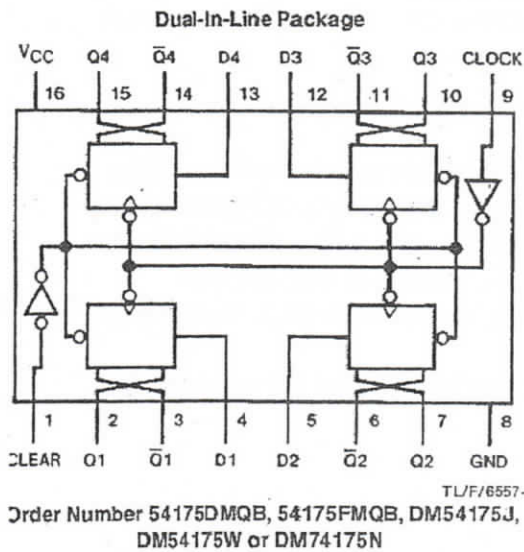 Dual-In-Line Package
VCC Q4 Q̅4 D4 D3 Q̅3 Q3 CLOCK
16 15 14 13 12 11 10 9
1 2 3 4 5 6 7 8
CLEAR Q1 Q̅1 D1 D2 Q̅2 Q2 GND
TL/F/6557-
Order Number 54175DMQB, 54175FMQB, DM54175J,
DM54175W or DM74175N